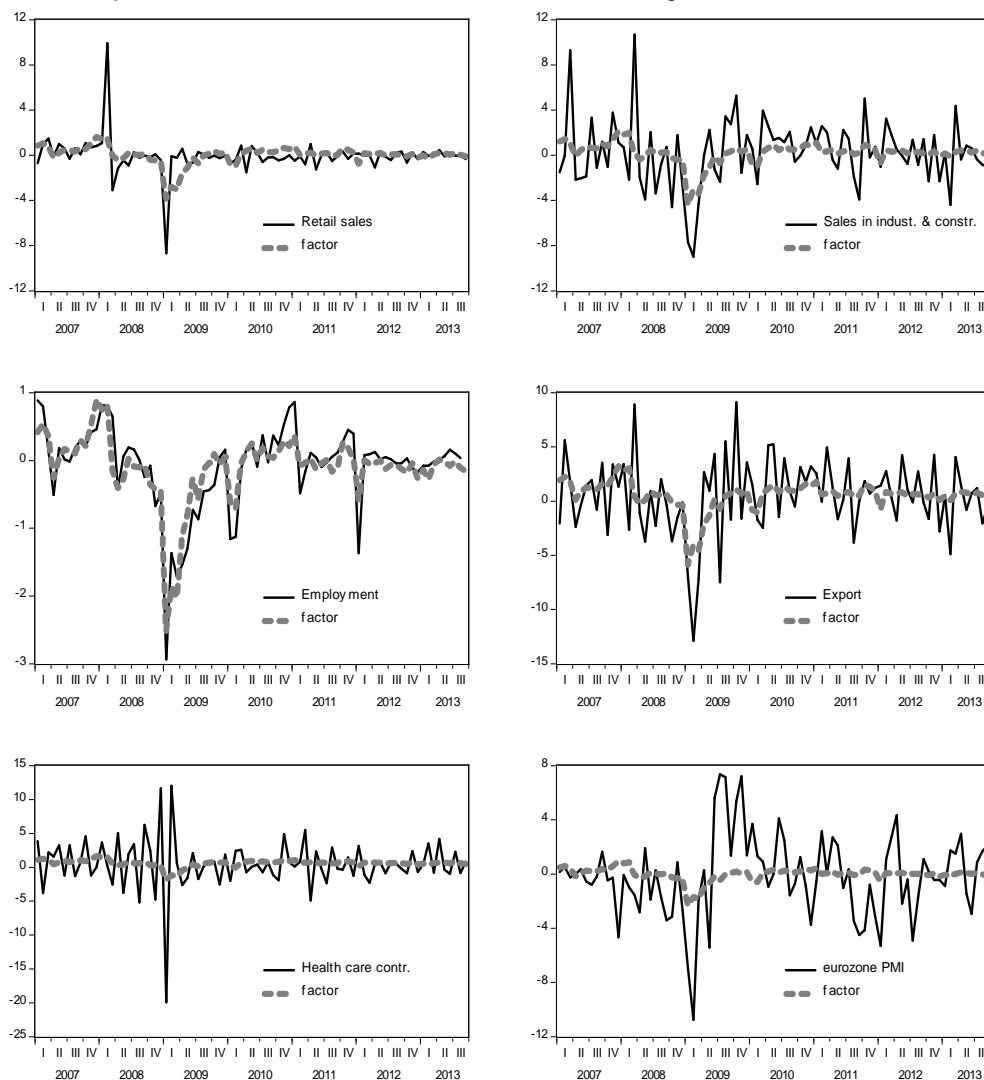 12
8
4
0
-4
-8
-12
Retail sales
factor
I II III IV I II III IV I II III IV I II III IV I II III IV I II III IV I II III
2007 2008 2009 2010 2011 2012 2013
12
8
4
0
-4
-8
-12
Sales in indust. & constr.
factor
I II III IV I II III IV I II III IV I II III IV I II III IV I II III IV I II
2007 2008 2009 2010 2011 2012 2013
1
0
-1
-2
-3
Employment
factor
I II III IV I II III IV I II III IV I II III IV I II III IV I II III IV I II III
2007 2008 2009 2010 2011 2012 2013
10
5
0
-5
-10
-15
Export
factor
I II III IV I II III IV I II III IV I II III IV I II III IV I II III IV I II
2007 2008 2009 2010 2011 2012 2013
15
10
5
0
-5
-10
-15
-20
-25
Health care contr.
factor
I II III IV I II III IV I II III IV I II III IV I II III IV I II III IV I II III
2007 2008 2009 2010 2011 2012 2013
8
4
0
-4
-8
-12
eurozone PMI
factor
I II III IV I II III IV I II III IV I II III IV I II III IV I II III IV I II
2007 2008 2009 2010 2011 2012 2013